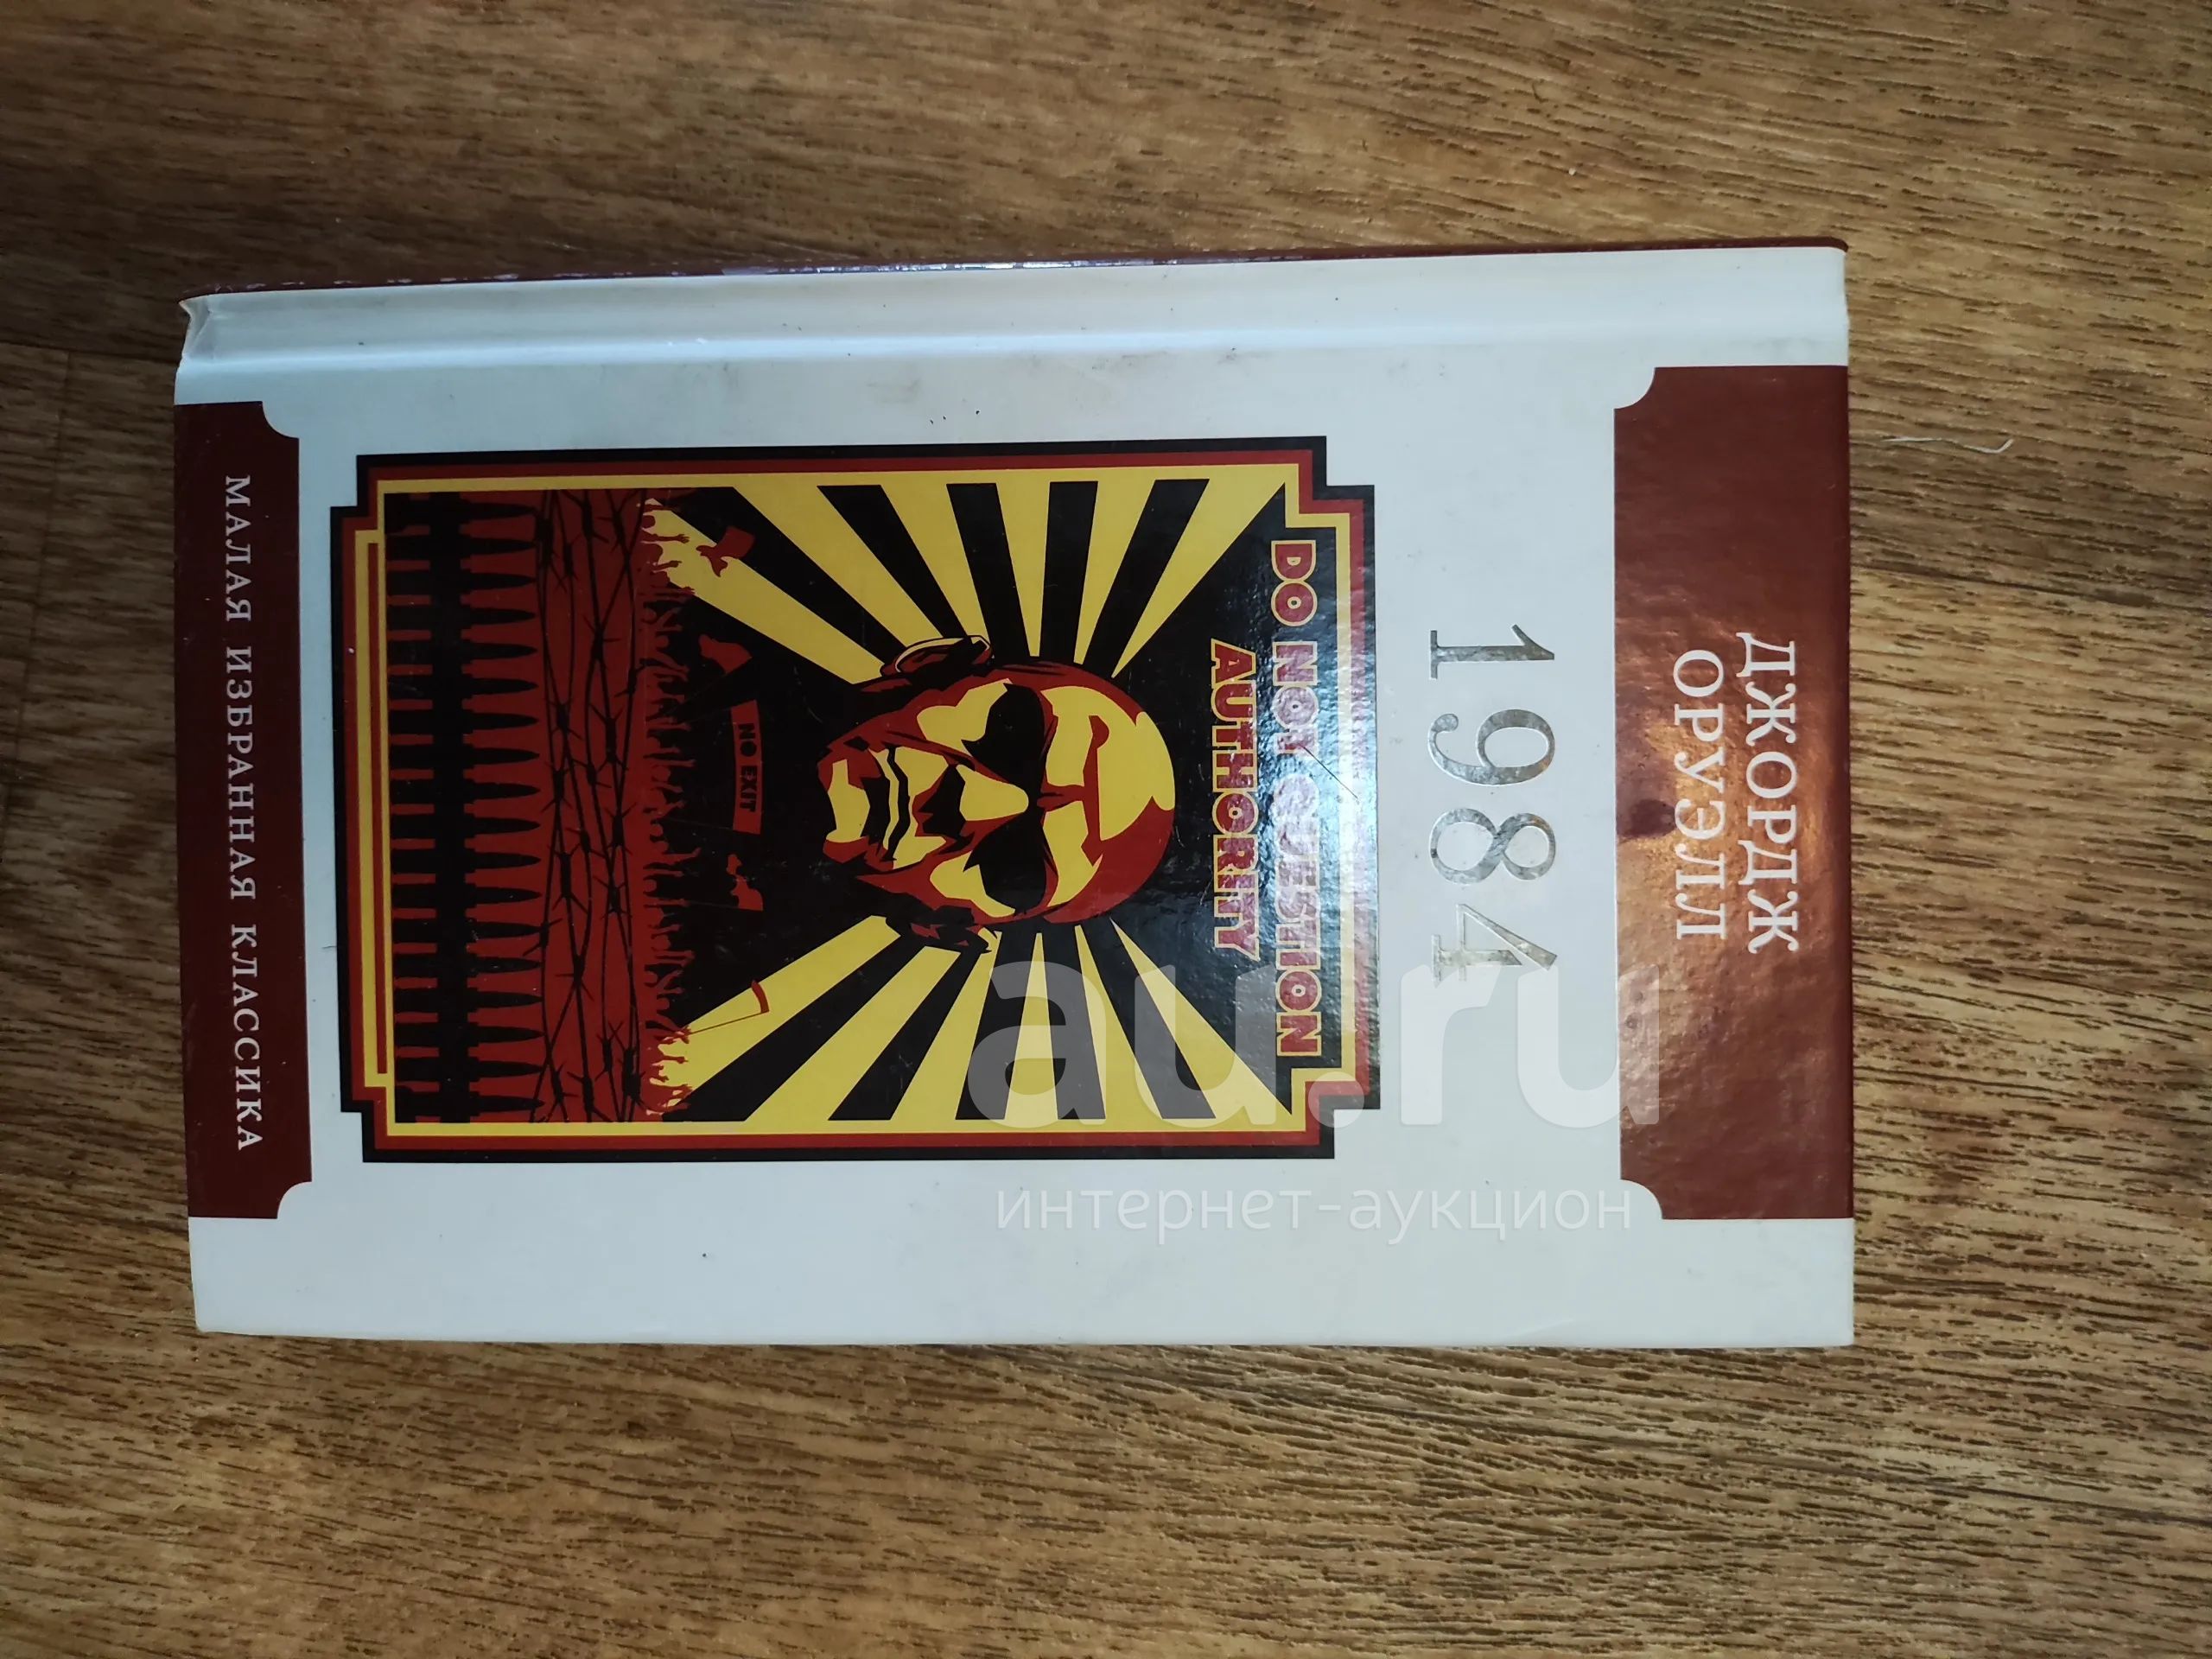 ДЖОРДЖ
ОРУЭЛЛ
1984
DO NOT QUESTION
AUTHORITY
NO EXIT
МАЛАЯ ИЗБРАННАЯ КЛАССИКА
au.ru
интернет-аукцион